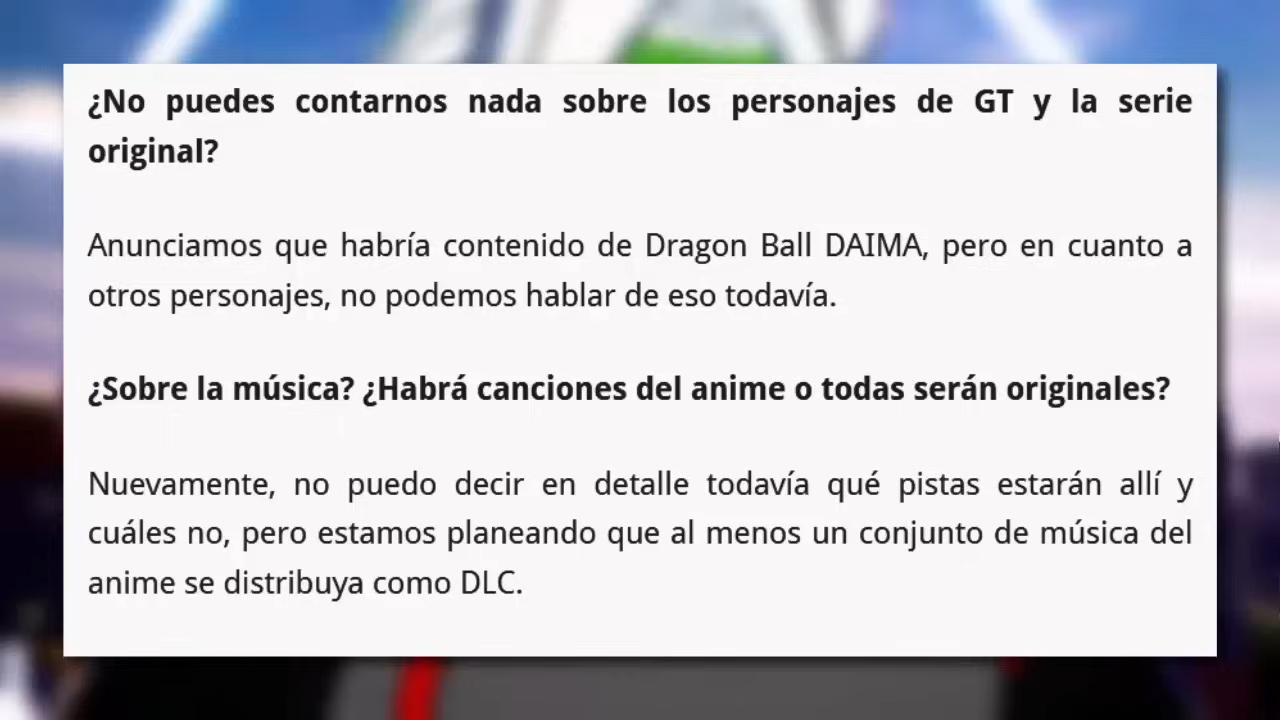 ¿No puedes contarnos nada sobre los personajes de GT y la serie
original?
Anunciamos que habría contenido de Dragon Ball DAIMA, pero en cuanto a
otros personajes, no podemos hablar de eso todavía.
¿Sobre la música? ¿Habrá canciones del anime o todas serán originales?
Nuevamente, no puedo decir en detalle todavía qué pistas estarán allí y
cuáles no, pero estamos planeando que al menos un conjunto de música del
anime se distribuya como DLC.